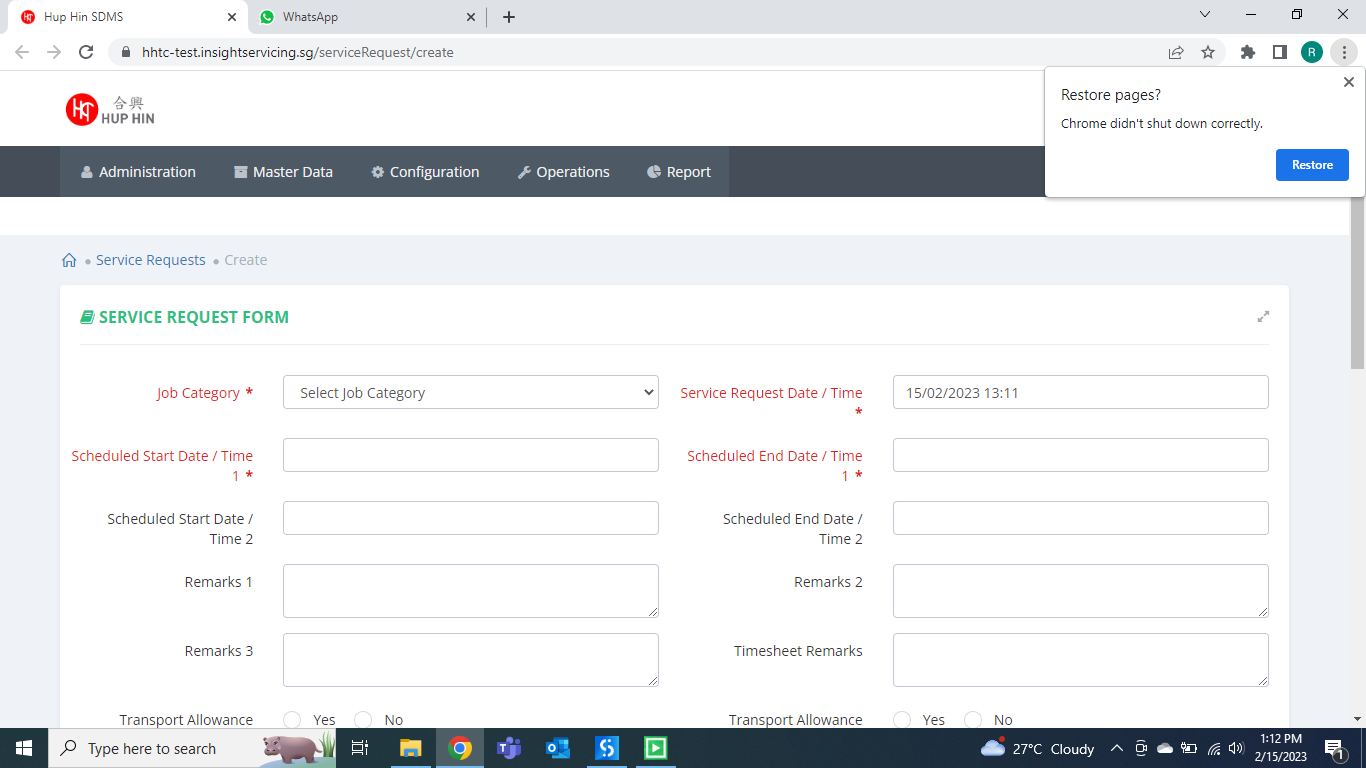 Hup Hin SDMS
WhatsApp
hhtc-test.insightservicing.sg/serviceRequest/create
R
Restore pages?
Chrome didn't shut down correctly.
Restore
合興
HUP HIN
Administration
Master Data
Configuration
Operations
Report
Service Requests
Create
SERVICE REQUEST FORM
Job Category *
Select Job Category
Service Request Date / Time
*
15/02/2023 13:11
Scheduled Start Date / Time
1 *
Scheduled End Date / Time
1 *
Scheduled Start Date /
Time 2
Scheduled End Date /
Time 2
Remarks 1
Remarks 2
Remarks 3
Timesheet Remarks
Transport Allowance
Yes
No
Transport Allowance
Yes
No
Type here to search
27°C Cloudy
1:12 PM
2/15/2023
1